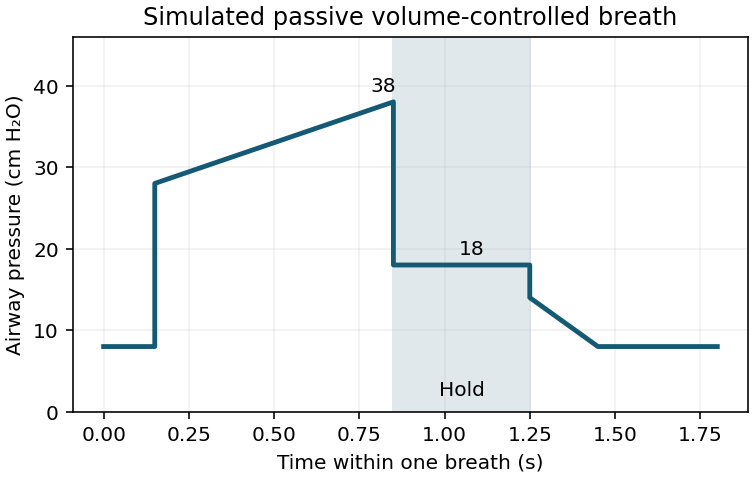 Simulated passive volume-controlled breath
Airway pressure (cm H₂O)
40
30
20
10
0
38
18
Hold
0.00 0.25 0.50 0.75 1.00 1.25 1.50 1.75
Time within one breath (s)